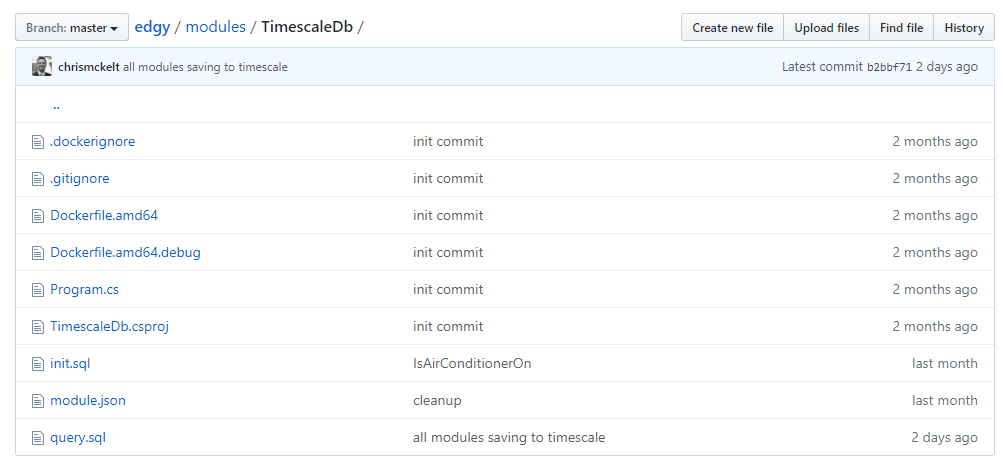 Branch: master edgy / modules / TimescaleDb / Create new file Upload files Find file History
chrismckelt all modules saving to timescale Latest commit b2bbf71 2 days ago
..
.dockerignore init commit 2 months ago
.gitignore init commit 2 months ago
Dockerfile.amd64 init commit 2 months ago
Dockerfile.amd64.debug init commit 2 months ago
Program.cs init commit 2 months ago
TimescaleDb.csproj init commit 2 months ago
init.sql IsAirConditionerOn last month
module.json cleanup last month
query.sql all modules saving to timescale 2 days ago